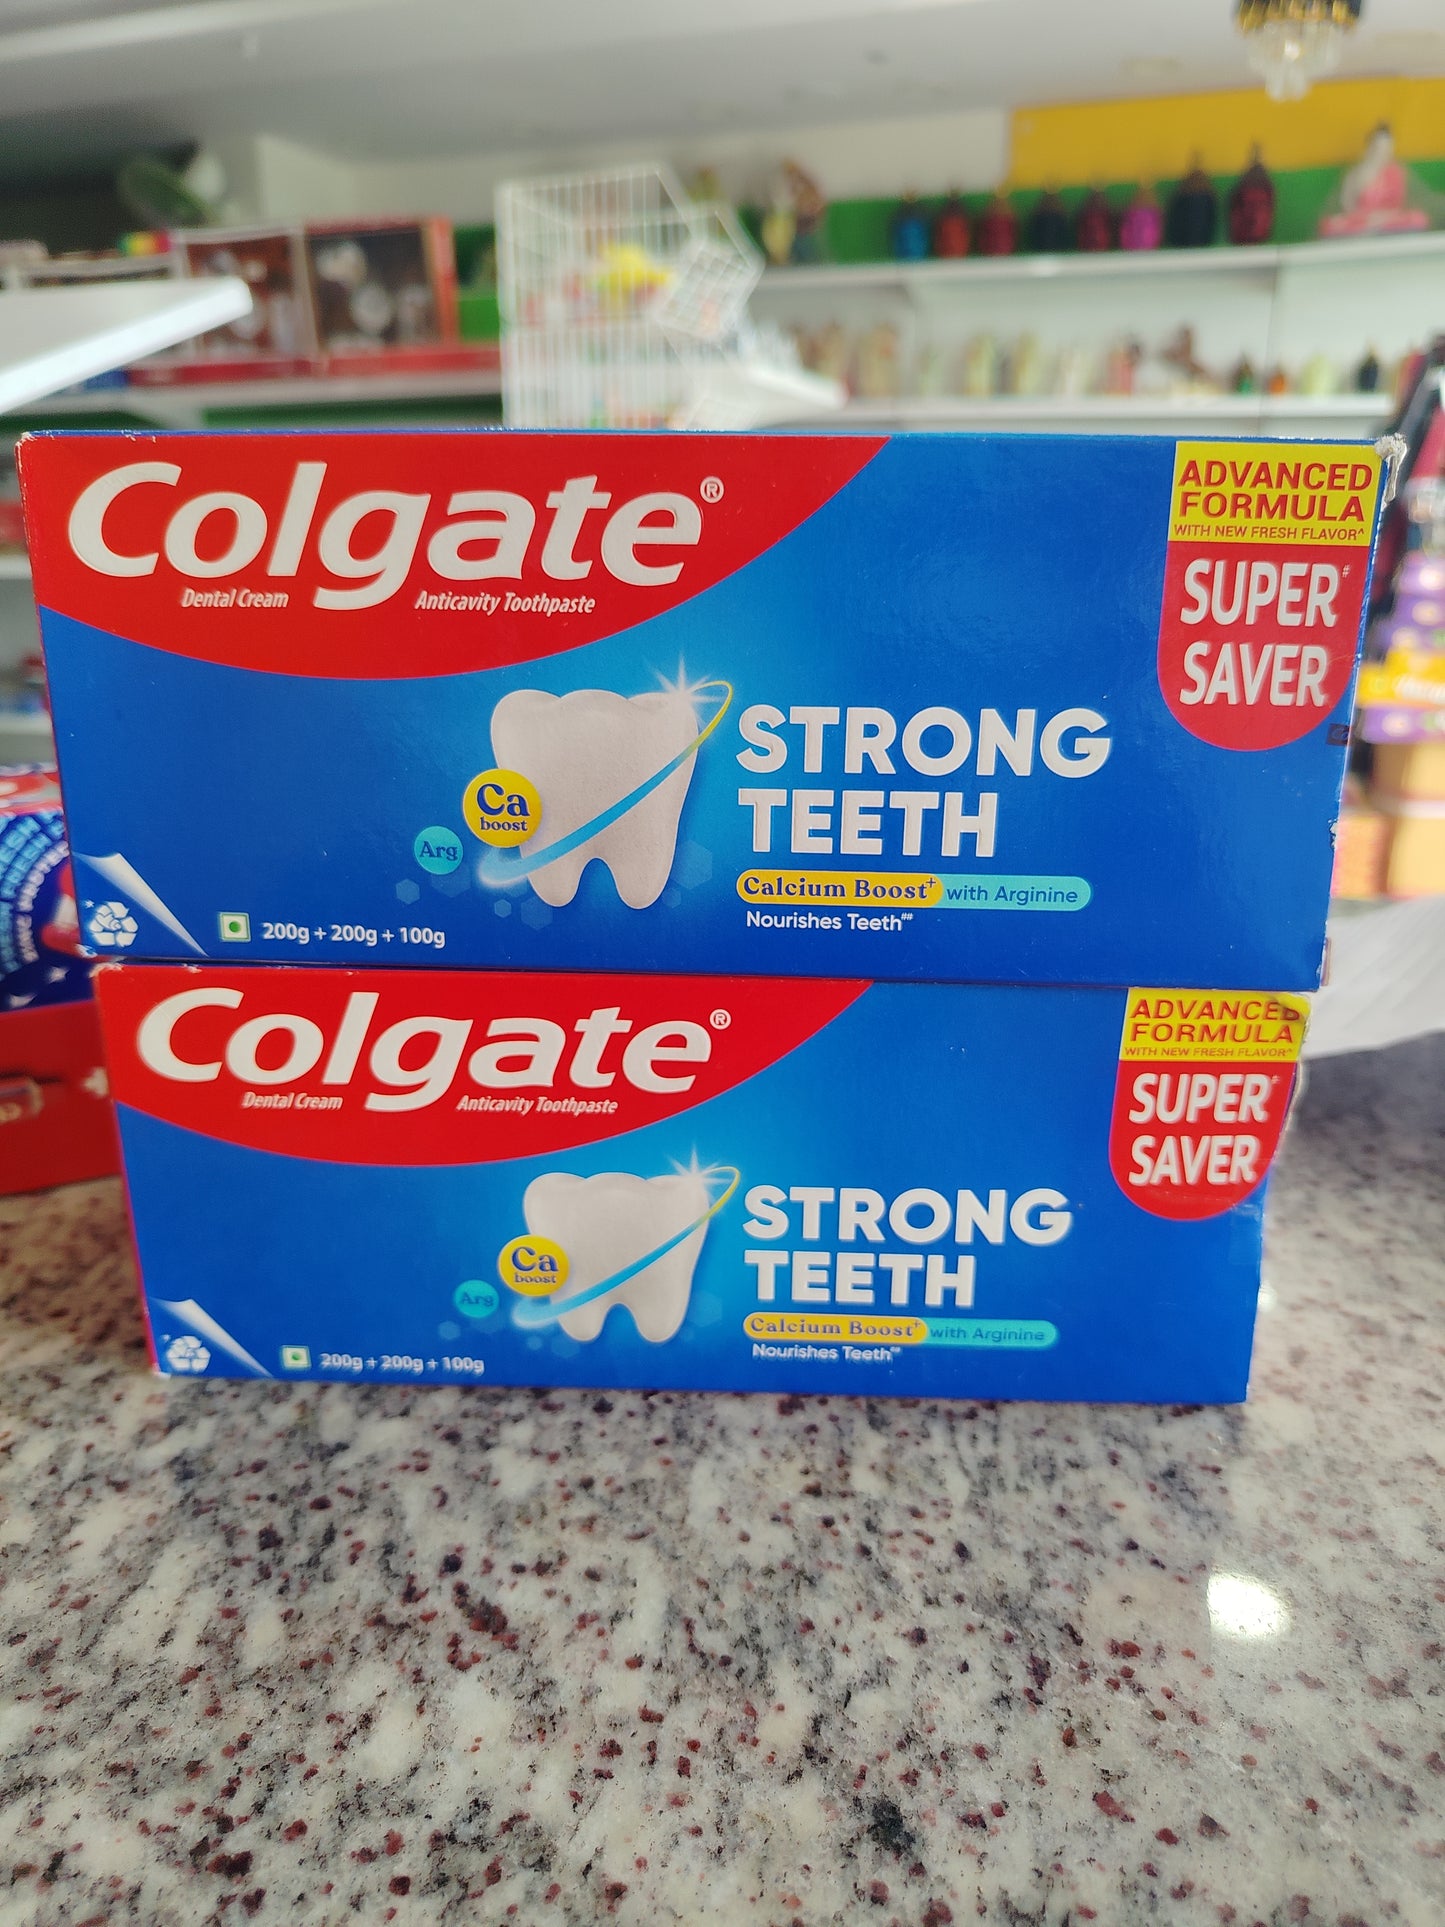 Colgate®
Dental Cream Anticavity Toothpaste
ADVANCED
FORMULA
WITH NEW FRESH FLAVOR^
SUPER#
SAVER
STRONG
TEETH
Ca
boost
Arg
Calcium Boost+ with Arginine
Nourishes Teeth##
200g + 200g + 100g
Colgate®
Dental Cream Anticavity Toothpaste
ADVANCED
FORMULA
WITH NEW FRESH FLAVOR^
SUPER#
SAVER
STRONG
TEETH
Ca
boost
Arg
Calcium Boost+ with Arginine
Nourishes Teeth##
200g + 200g + 100g